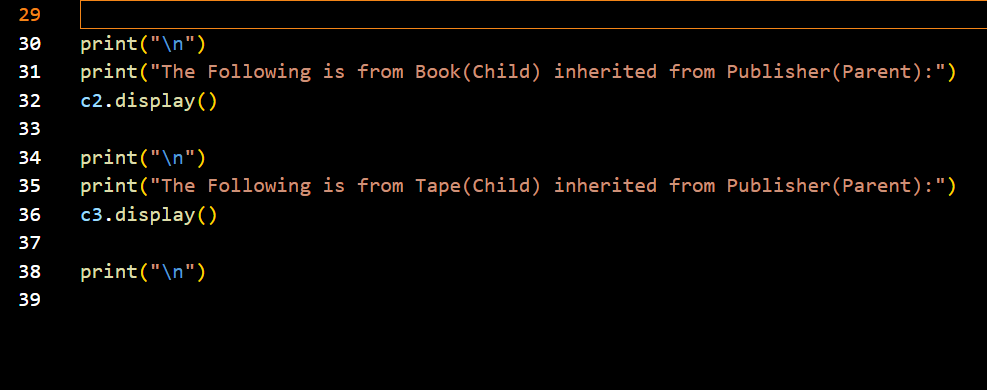 29
30 print("\n")
31 print("The Following is from Book(Child) inherited from Publisher(Parent):")
32 c2.display()
33
34 print("\n")
35 print("The Following is from Tape(Child) inherited from Publisher(Parent):")
36 c3.display()
37
38 print("\n")
39